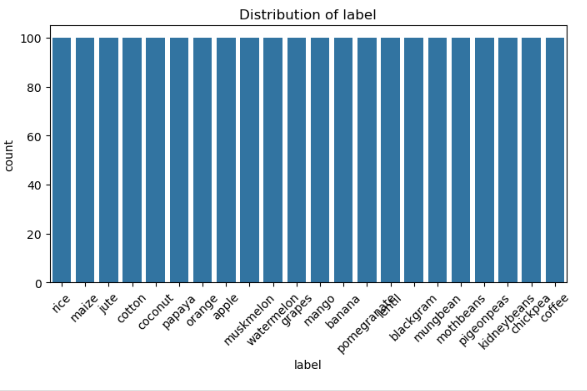 Distribution of label
100
80
60
40
20
0
count
rice
maize
jute
cotton
coconut
papaya
orange
apple
muskmelon
watermelon
grapes
mango
banana
pomegranate
lentil
blackgram
mungbean
mothbeans
pigeonpeas
kidneybeans
chickpea
coffee
label